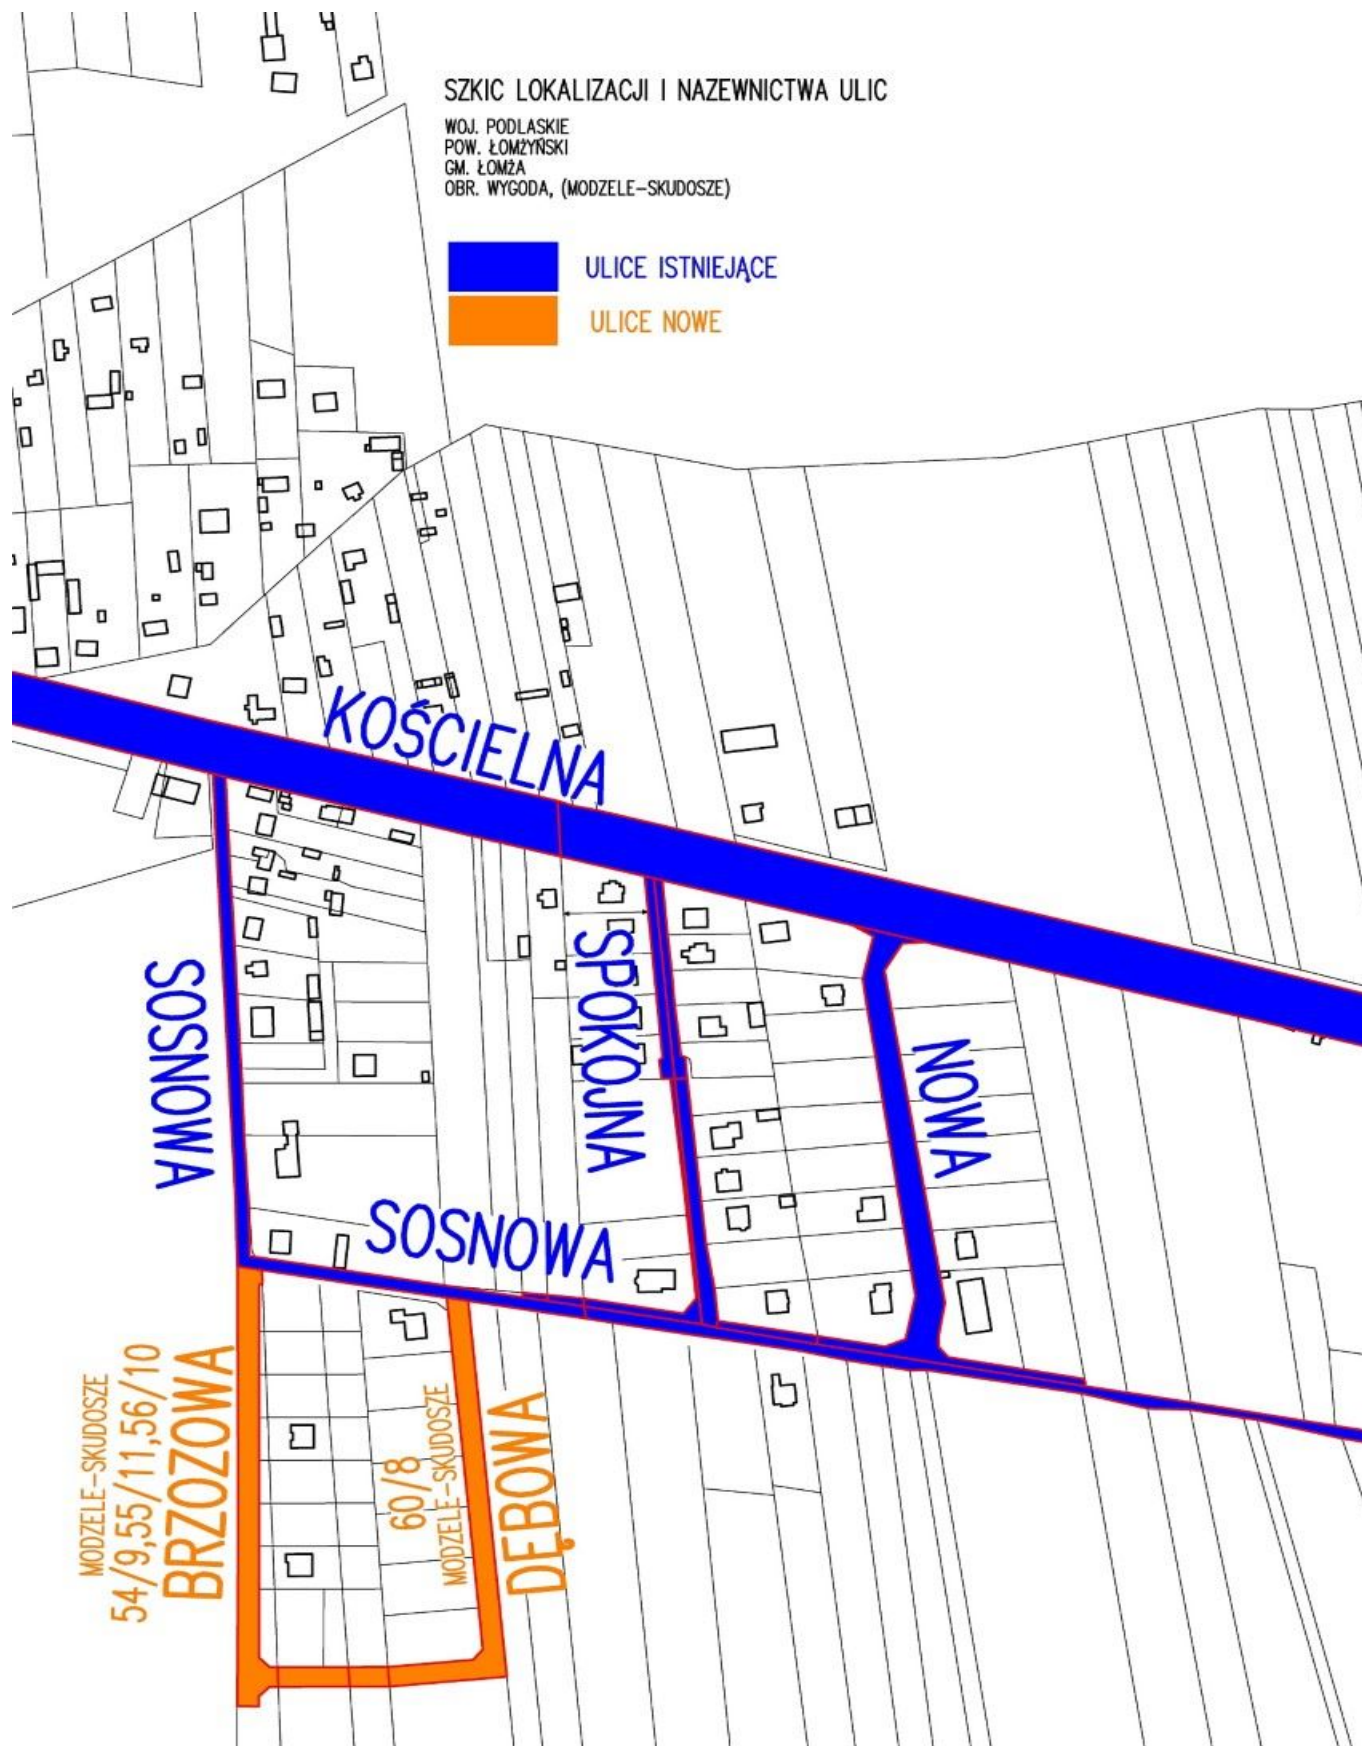 SZKIC LOKALIZACJI I NAZEWNICTWA ULIC
WOJ. PODLASKIE
POW. ŁOMŻYŃSKI
GM. ŁOMŻA
OBR. WYGODA, (MODZELE-SKUDOSZE)
ULICE ISTNIEJĄCE
ULICE NOWE
KOŚCIELNA
SOSNOWA
SPOKOJNA
NOWA
SOSNOWA
MODZELE-SKUDOSZE
54/9,55/11,56/10
BRZOZOWA
60/8
MODZELE-SKUDOSZE
DĘBOWA